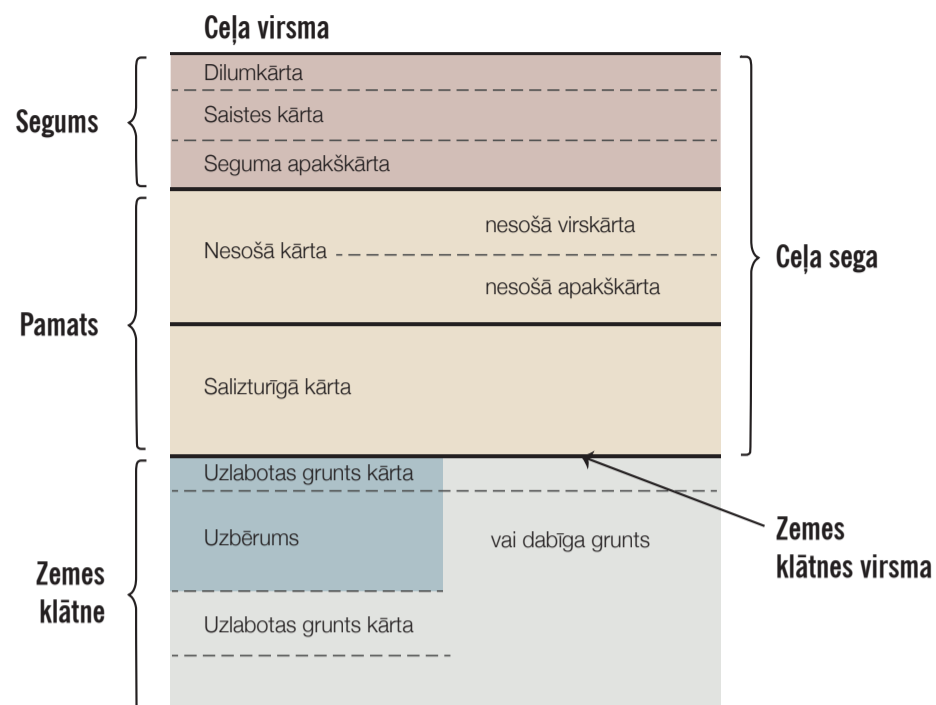 Ceļa virsma
Segums
Dilumkārta
Saistes kārta
Seguma apakškārta
Pamats
Nesošā kārta
nesošā virskārta
nesošā apakškārta
Salizturīgā kārta
Ceļa sega
Zemes
klātne
Uzlabotas grunts kārta
Uzbērums
vai dabīga grunts
Uzlabotas grunts kārta
Zemes
klātnes virsma